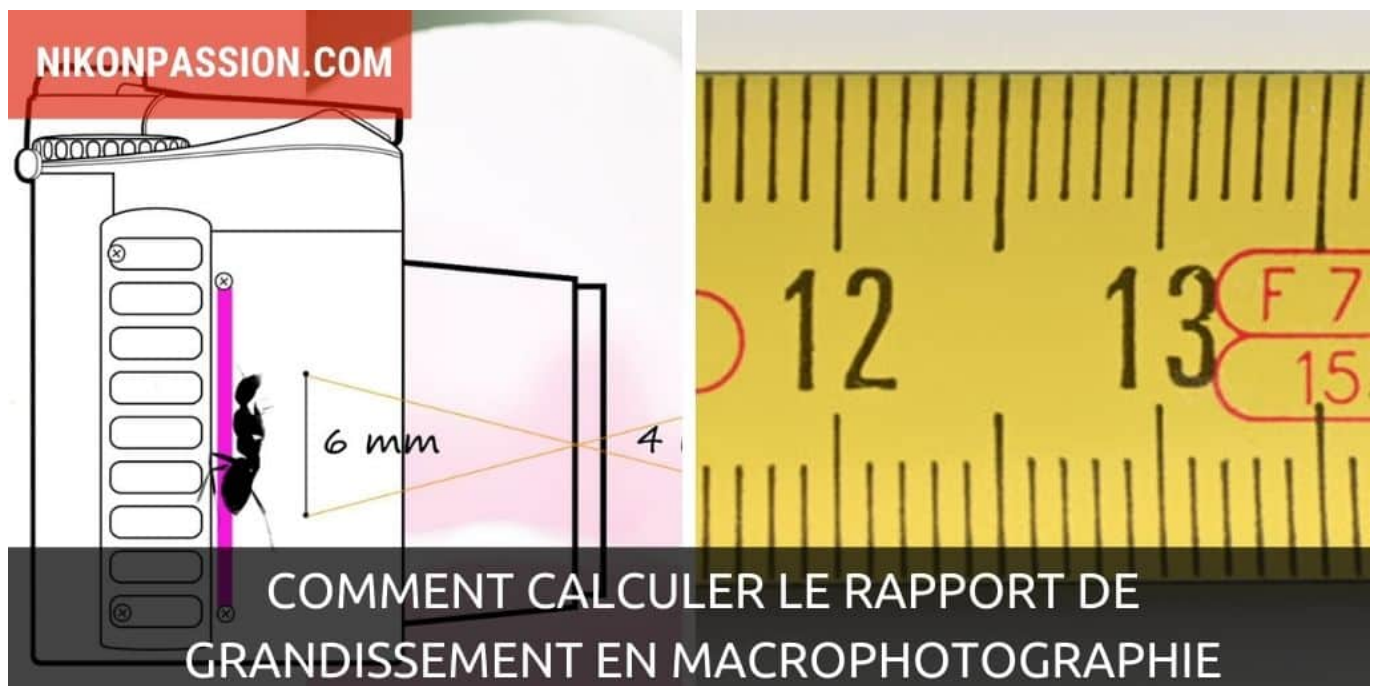 NIKONPASSION.COM
6 mm
4
12
13
F 7
15
COMMENT CALCULER LE RAPPORT DE
GRANDISSEMENT EN MACROPHOTOGRAPHIE